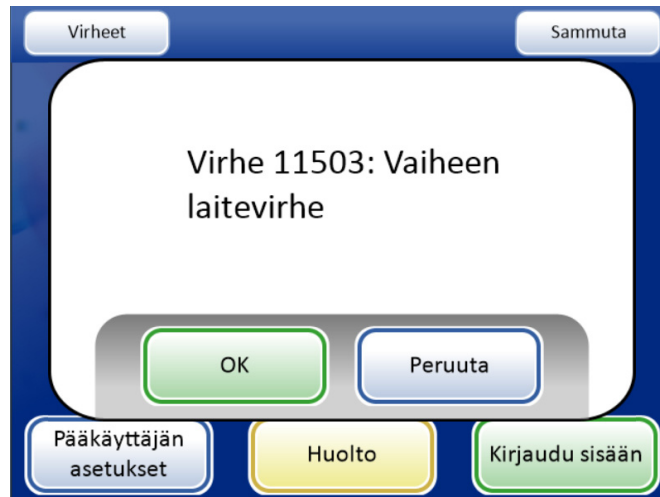 Virheet
Sammuta
Virhe 11503: Vaiheen
laitevirhe
OK
Peruuta
Pääkäyttäjän
asetukset
Huolto
Kirjaudu sisään